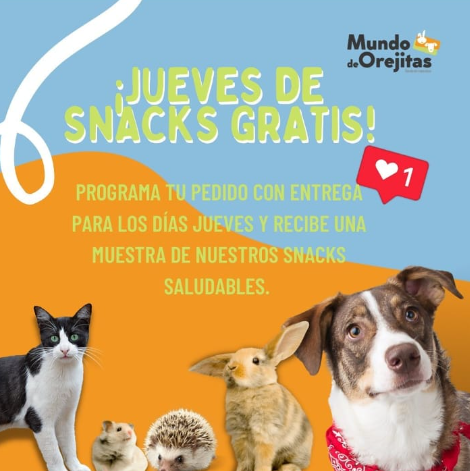 Mundo
de Orejitas
¡JUEVES DE
SNACKS GRATIS!
1
PROGRAMA TU PEDIDO CON ENTREGA
PARA LOS DÍAS JUEVES Y RECIBE UNA
MUESTRA DE NUESTROS SNACKS
SALUDABLES.